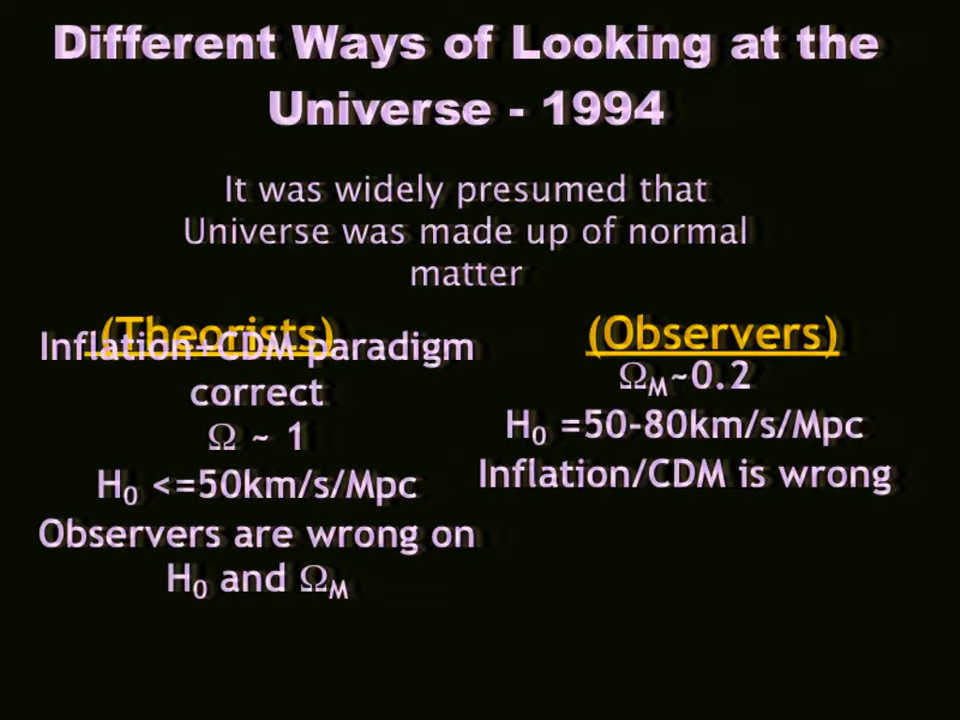 Different Ways of Looking at the
Universe - 1994
It was widely presumed that
Universe was made up of normal
matter
(Theorists)
Inflation+CDM paradigm
correct
Ω ~ 1
H₀ <=50km/s/Mpc
Observers are wrong on
H₀ and Ωₘ
(Observers)
Ωₘ~0.2
H₀ =50-80km/s/Mpc
Inflation/CDM is wrong